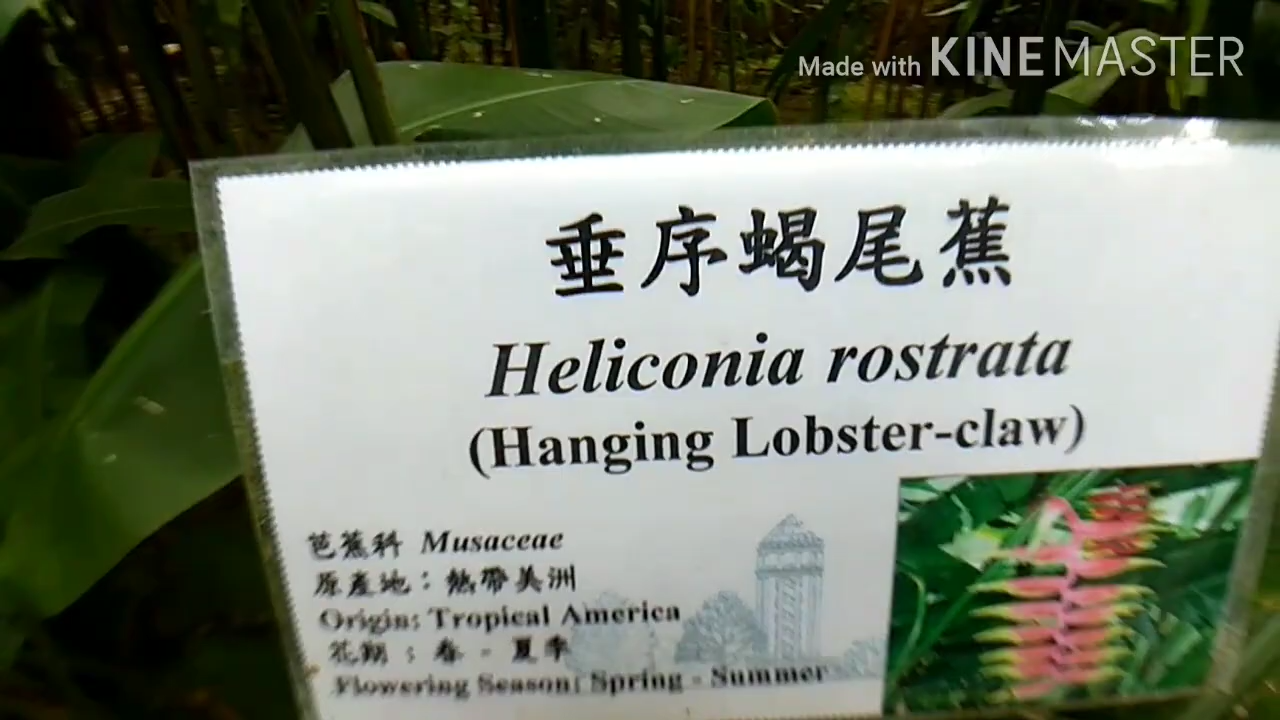 Made with KINEMASTER
垂序蝎尾蕉
Heliconia rostrata
(Hanging Lobster-claw)
芭蕉科 Musaceae
原產地：熱帶美洲
Origin: Tropical America
花期：春 - 夏季
Flowering Season: Spring - Summer